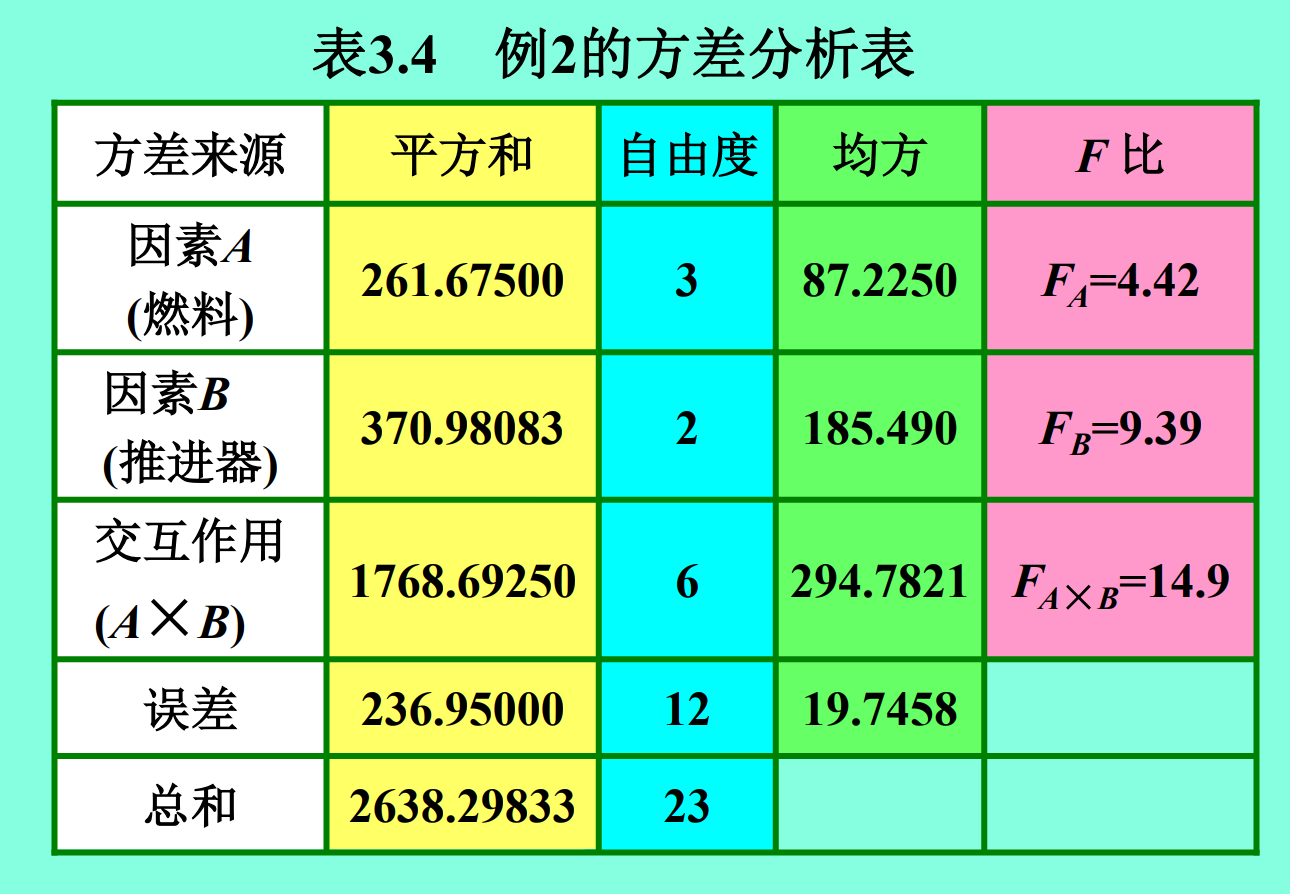 表3.4 例2的方差分析表
方差来源 平方和 自由度 均方 F 比
因素A
(燃料) 261.67500 3 87.2250 F_A=4.42
因素B
(推进器) 370.98083 2 185.490 F_B=9.39
交互作用
(A×B) 1768.69250 6 294.7821 F_A×B=14.9
误差 236.95000 12 19.7458
总和 2638.29833 23